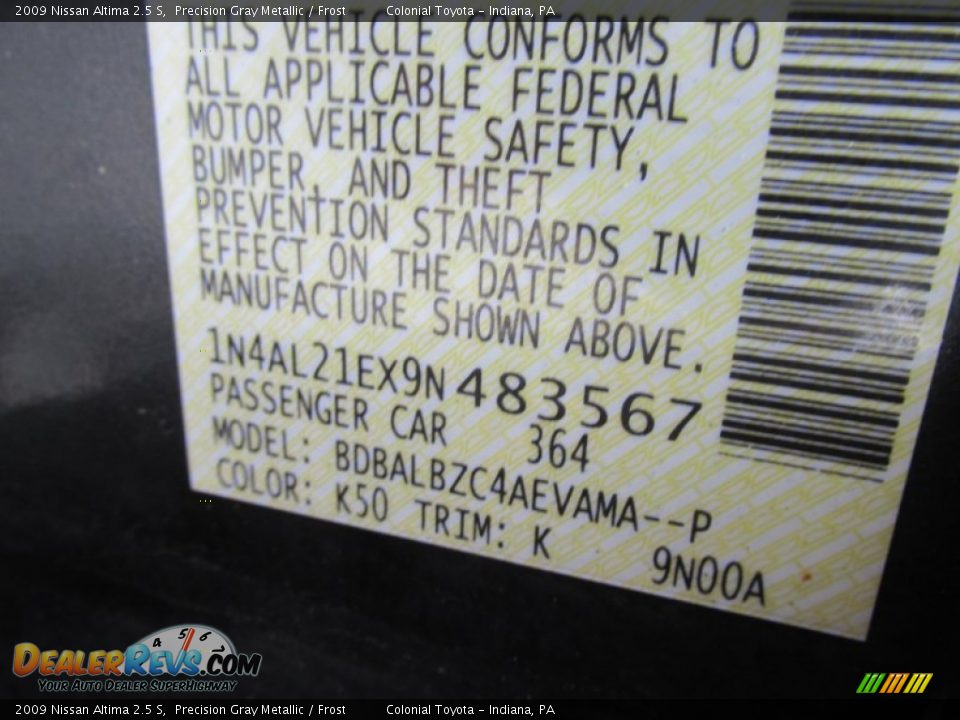 2009 Nissan Altima 2.5 S, Precision Gray Metallic / Frost Colonial Toyota - Indiana, PA
THIS VEHICLE CONFORMS TO
ALL APPLICABLE FEDERAL
MOTOR VEHICLE SAFETY,
BUMPER, AND THEFT
PREVENTION STANDARDS IN
EFFECT ON THE DATE OF
MANUFACTURE SHOWN ABOVE.
1N4AL21EX9N483567
PASSENGER CAR 364
MODEL: BDBALBZC4AEVAMA--P
COLOR: K50 TRIM: K 9N00A
4 5 6
DEALERREVS.COM
YOUR AUTO DEALER SUPERHIGHWAY
2009 Nissan Altima 2.5 S, Precision Gray Metallic / Frost Colonial Toyota - Indiana, PA